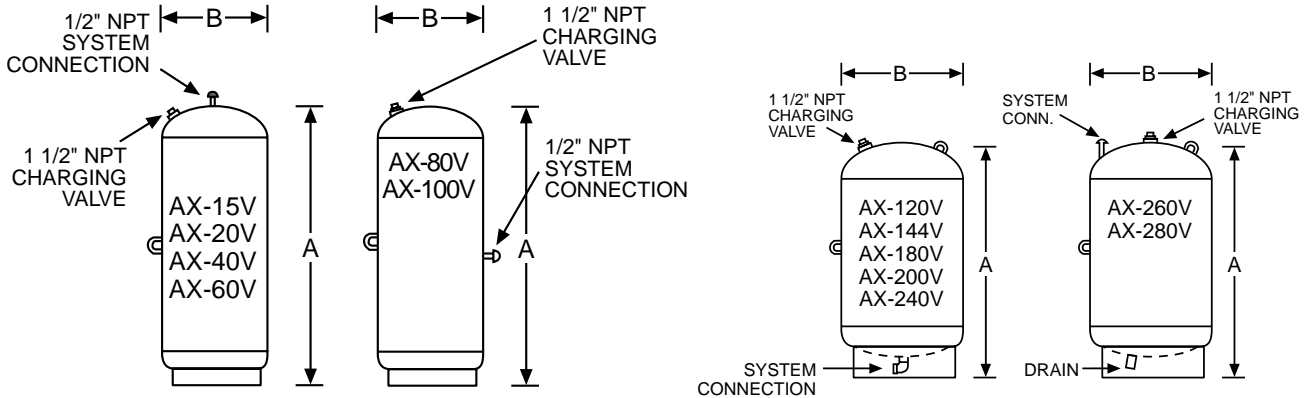 1/2" NPT
SYSTEM
CONNECTION
B
1 1/2" NPT
CHARGING
VALVE
AX-15V
AX-20V
AX-40V
AX-60V
A
B
1 1/2" NPT
CHARGING
VALVE
AX-80V
AX-100V
1/2" NPT
SYSTEM
CONNECTION
A
B
1 1/2" NPT
CHARGING
VALVE
AX-120V
AX-144V
AX-180V
AX-200V
AX-240V
A
SYSTEM
CONNECTION
B
SYSTEM
CONN.
1 1/2" NPT
CHARGING
VALVE
AX-260V
AX-280V
A
DRAIN